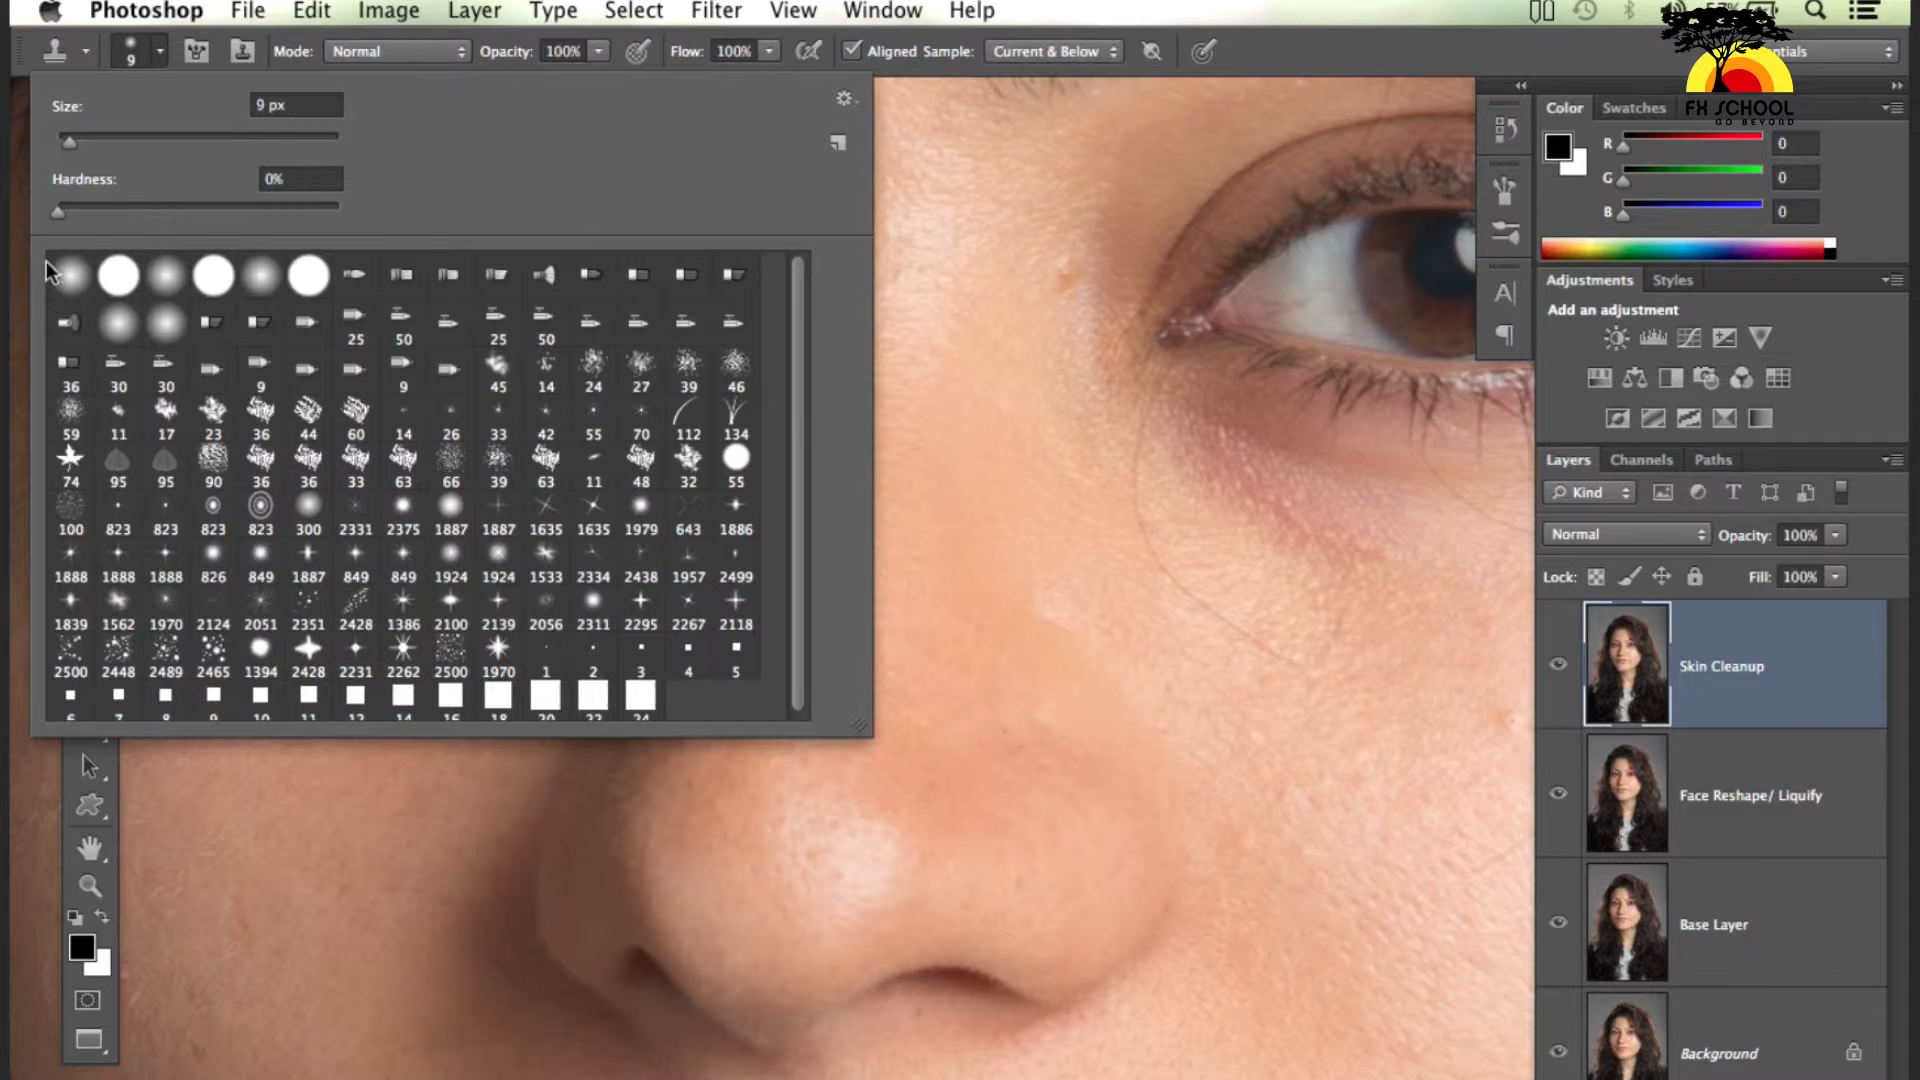 Photoshop File Edit Image Layer Type Select Filter View Window Help
9 Mode: Normal Opacity: 100% Flow: 100% Aligned Sample: Current & Below
FX SCHOOL
GO BEYOND
Size: 9 px
Hardness: 0%
25 50 25 50
36 30 30 9 9 45 14 24 27 39 46
59 11 17 23 36 44 60 14 26 33 42 55 70 112 134
74 95 95 90 36 36 33 63 66 39 63 11 48 32 55
100 823 823 823 823 300 2331 2375 1887 1887 1635 1635 1979 643 1886
1888 1888 1888 826 849 1887 849 849 1924 1924 1533 2334 2438 1957 2499
1839 1562 1970 2124 2051 2351 2428 1386 2100 2139 2056 2311 2295 2267 2118
2500 2448 2489 2465 1394 2428 2231 2262 2500 1970 1 2 3 4 5
Color Swatches
R 0
G 0
B 0
Adjustments Styles
Add an adjustment
Layers Channels Paths
Kind
Normal Opacity: 100%
Lock: Fill: 100%
Skin Cleanup
Face Reshape/ Liquify
Base Layer
Background